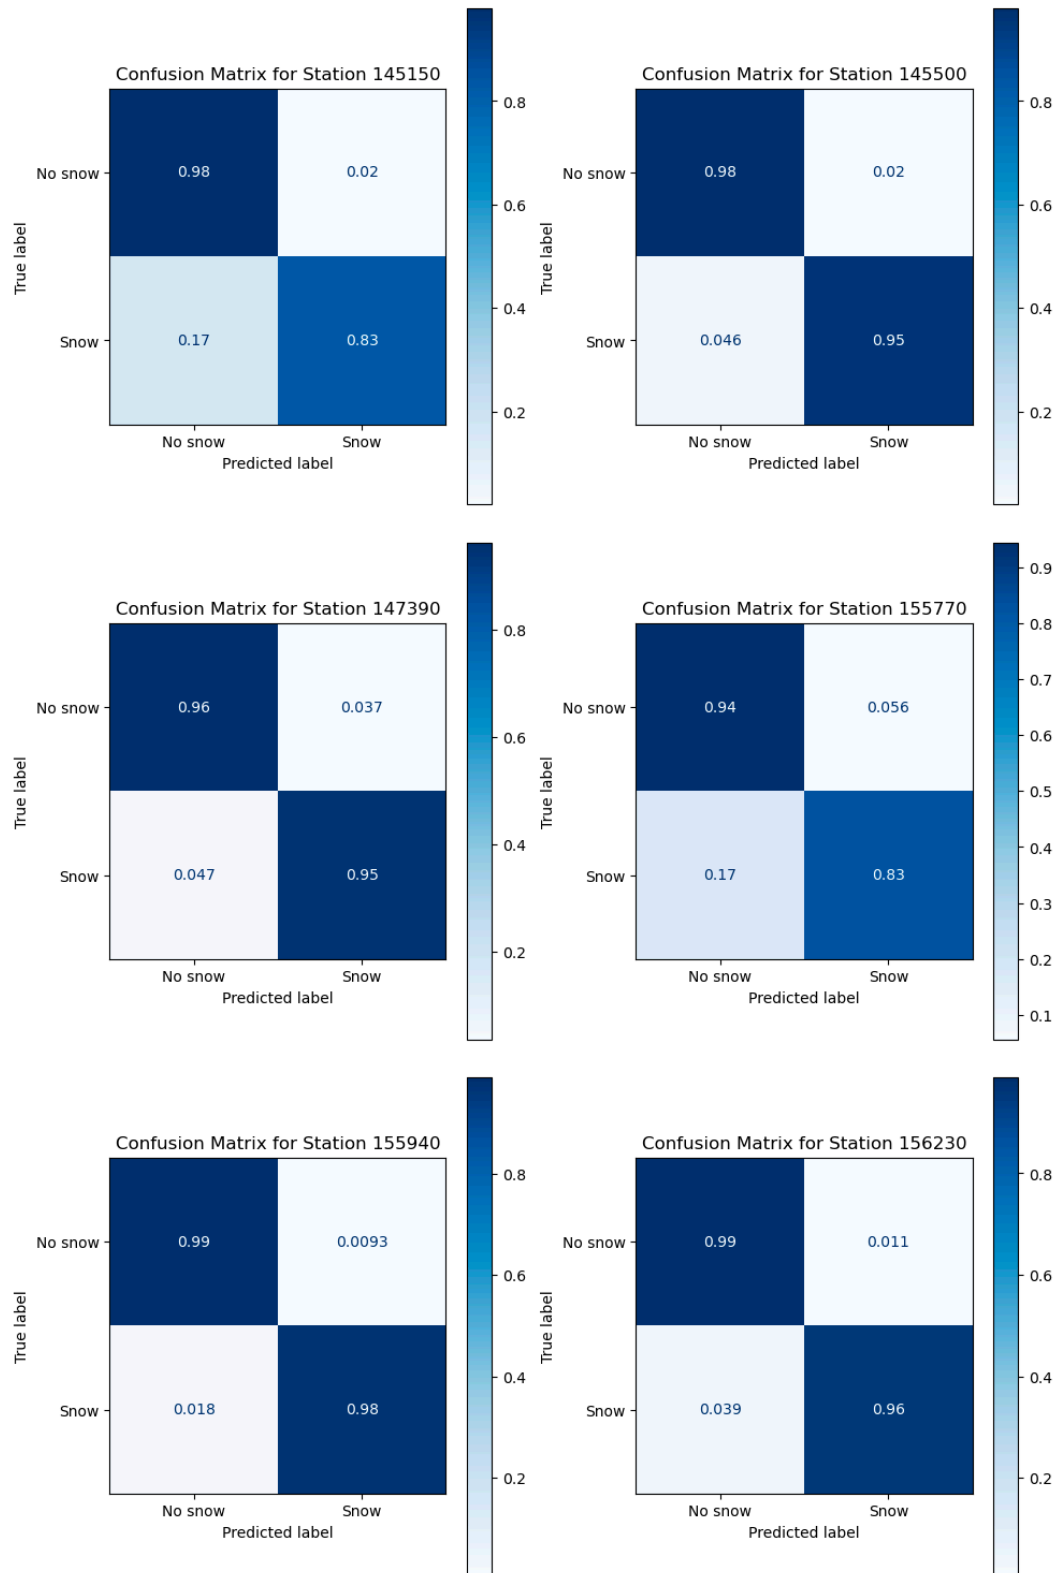 Confusion Matrix for Station 145150
0.8
0.6
0.4
0.2
True label
No snow
Snow
0.98
0.02
0.17
0.83
No snow
Snow
Predicted label
Confusion Matrix for Station 145500
0.8
0.6
0.4
0.2
True label
No snow
Snow
0.98
0.02
0.046
0.95
No snow
Snow
Predicted label
Confusion Matrix for Station 147390
0.8
0.6
0.4
0.2
True label
No snow
Snow
0.96
0.037
0.047
0.95
No snow
Snow
Predicted label
Confusion Matrix for Station 155770
0.9
0.8
0.7
0.6
0.5
0.4
0.3
0.2
0.1
True label
No snow
Snow
0.94
0.056
0.17
0.83
No snow
Snow
Predicted label
Confusion Matrix for Station 155940
0.8
0.6
0.4
0.2
True label
No snow
Snow
0.99
0.0093
0.018
0.98
No snow
Snow
Predicted label
Confusion Matrix for Station 156230
0.8
0.6
0.4
0.2
True label
No snow
Snow
0.99
0.011
0.039
0.96
No snow
Snow
Predicted label